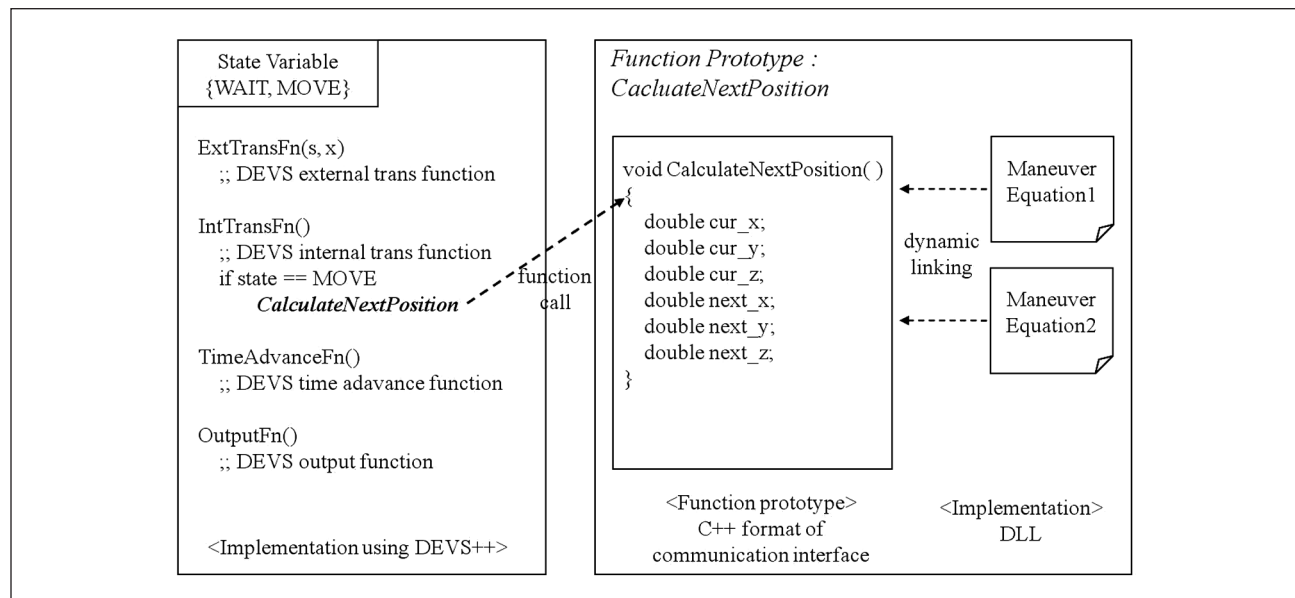 State Variable
{WAIT, MOVE}
ExtTransFn(s, x)
;; DEVS external trans function
IntTransFn()
;; DEVS internal trans function
if state == MOVE
CalculateNextPosition
TimeAdvanceFn()
;; DEVS time adavance function
OutputFn()
;; DEVS output function
<Implementation using DEVS++>
function
call
Function Prototype :
CacluateNextPosition
void CalculateNextPosition( )
{
double cur_x;
double cur_y;
double cur_z;
double next_x;
double next_y;
double next_z;
}
<Function prototype>
C++ format of
communication interface
dynamic
linking
Maneuver
Equation1
Maneuver
Equation2
<Implementation>
DLL